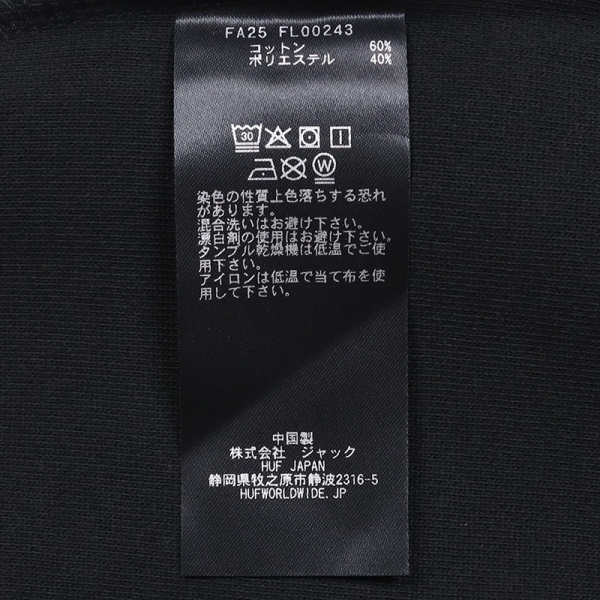 FA25 FL00243
コットン 60%
ポリエステル 40%
30
W
染色の性質上色落ちする恐れ
があります。
混合洗いはお避け下さい。
漂白剤の使用はお避け下さい。
タンブル乾燥機は低温でご使
用下さい。
アイロンは低温で当て布を使
用して下さい。
中国製
株式会社 ジャック
HUF JAPAN
静岡県牧之原市静波2316-5
HUFWORLDWIDE.JP